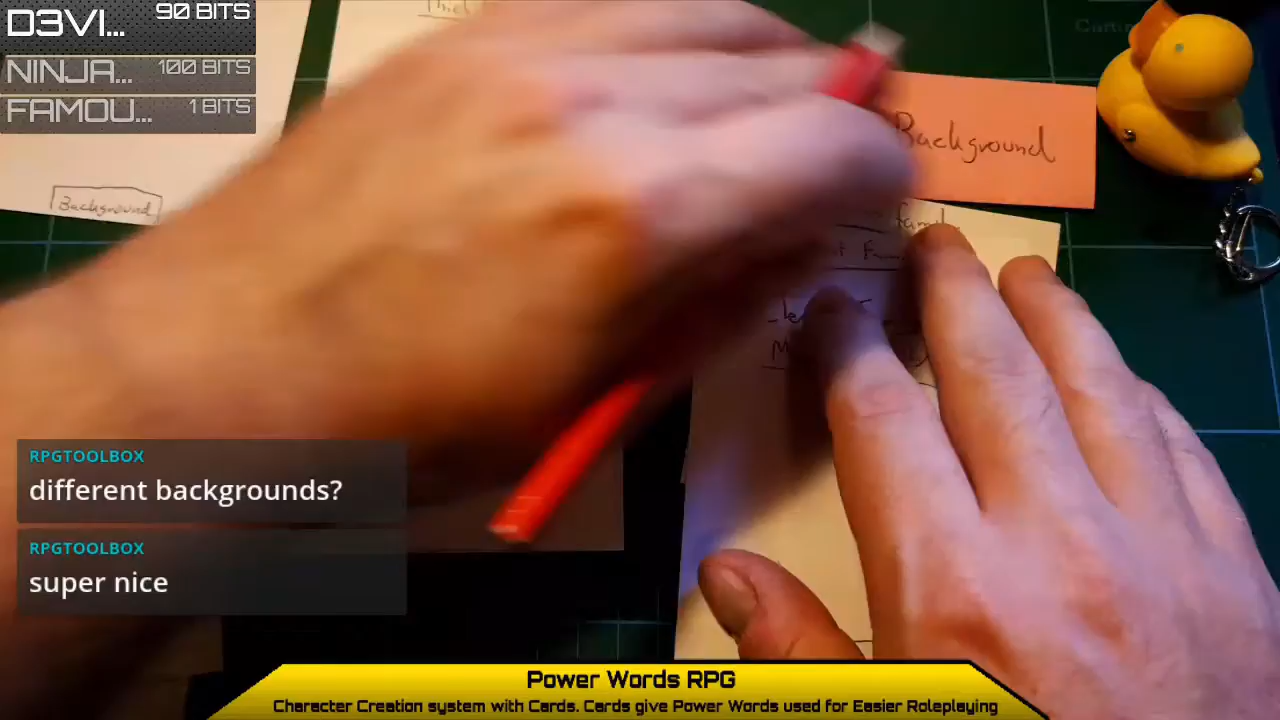 D3VI... 90 BITS
NINJA... 100 BITS
FAMOU... 1 BITS
Background
Background
RPGTOOLBOX
different backgrounds?
RPGTOOLBOX
super nice
Power Words RPG
Character Creation system with Cards. Cards give Power Words used for Easier Roleplaying